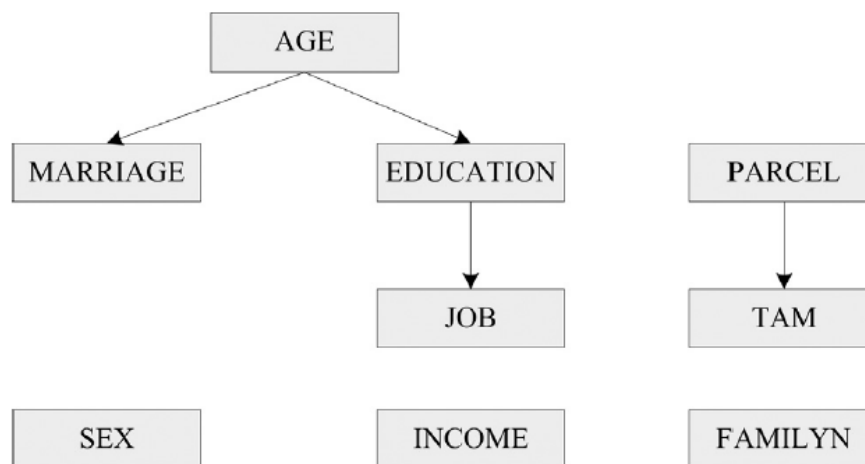 AGE
MARRIAGE
EDUCATION
PARCEL
JOB
TAM
SEX
INCOME
FAMILYN